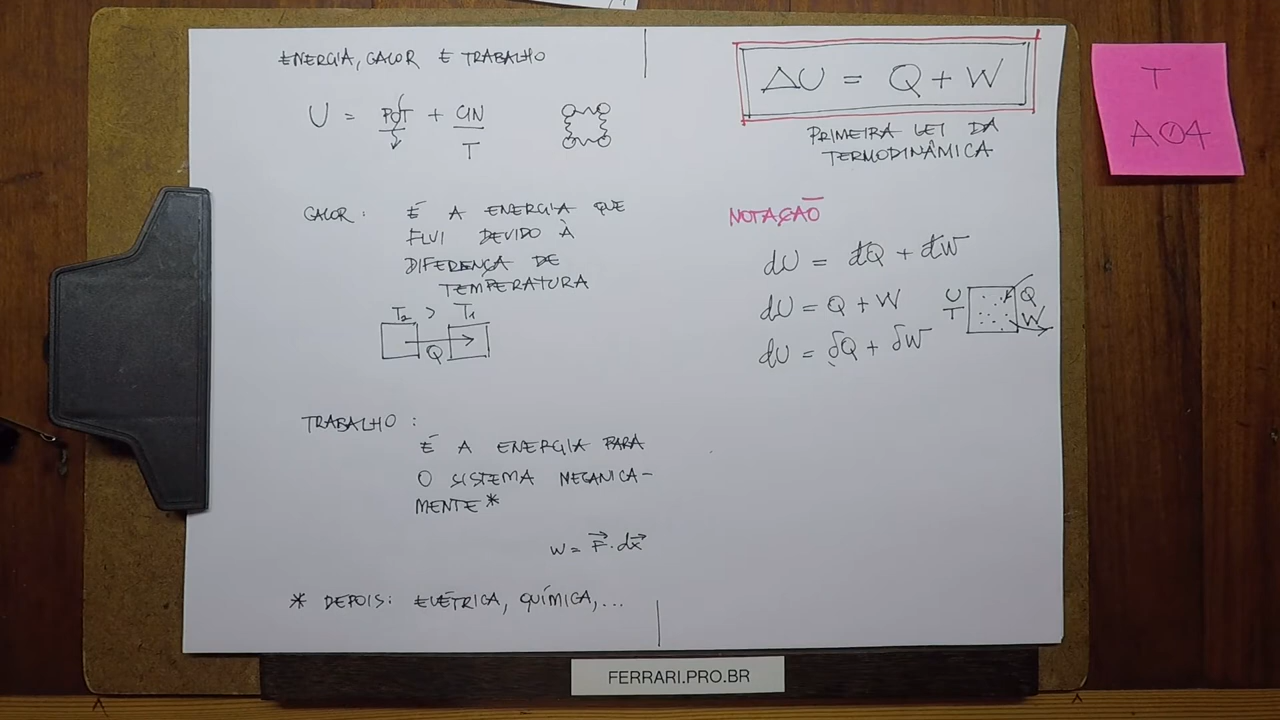 ENERGIA, CALOR E TRABALHO
U = POT + CIN
T
CALOR: É A ENERGIA QUE
FLUI DEVIDO À
DIFERENÇA DE
TEMPERATURA
T₂ > T₁
Q
TRABALHO:
É A ENERGIA PARA
O SISTEMA MECANICA-
MENTE*
W = F⃗ · dx⃗
* DEPOIS: ELÉTRICA, QUÍMICA,...
ΔU = Q + W
PRIMEIRA LEI DA
TERMODINÂMICA
NOTAÇÃO
dU = đQ + đW
dU = Q + W
dU = δQ + δW
U
T
Q
W
T
A04
FERRARI.PRO.BR